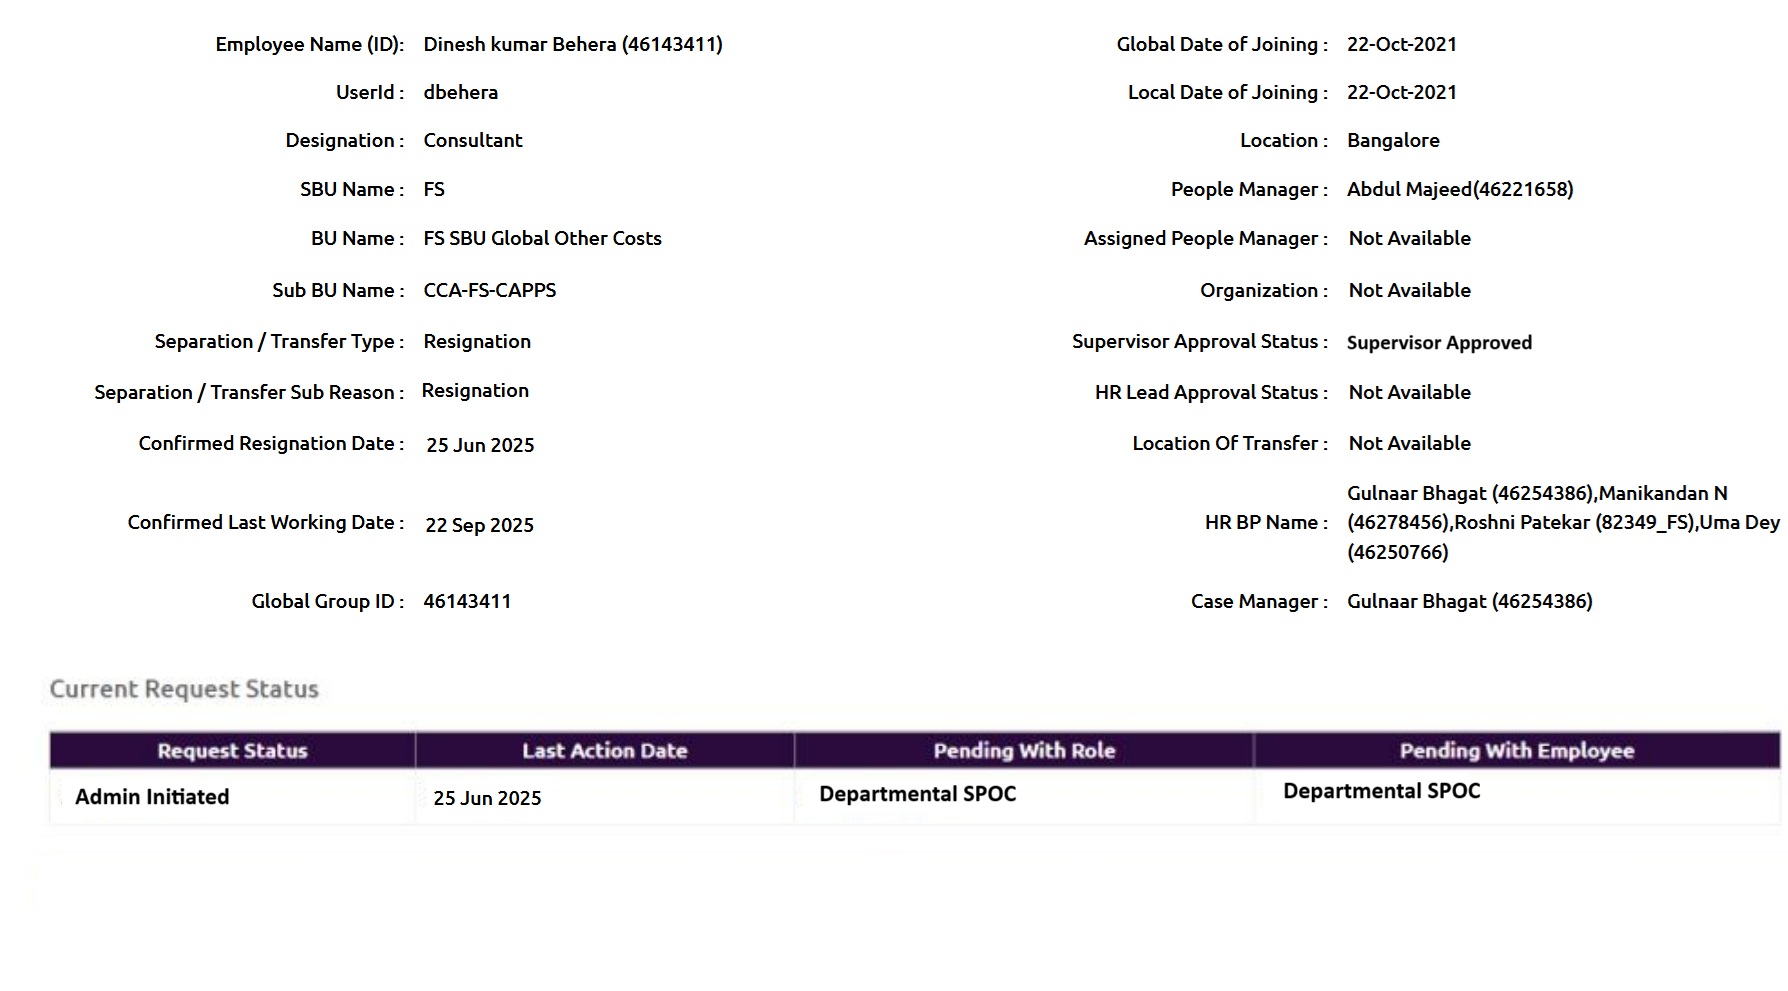 Employee Name (ID): Dinesh kumar Behera (46143411)
Global Date of Joining : 22-Oct-2021
UserId : dbehera
Local Date of Joining : 22-Oct-2021
Designation : Consultant
Location : Bangalore
SBU Name : FS
People Manager : Abdul Majeed(46221658)
BU Name : FS SBU Global Other Costs
Assigned People Manager : Not Available
Sub BU Name : CCA-FS-CAPPS
Organization : Not Available
Separation / Transfer Type : Resignation
Supervisor Approval Status : Supervisor Approved
Separation / Transfer Sub Reason : Resignation
HR Lead Approval Status : Not Available
Confirmed Resignation Date : 25 Jun 2025
Location Of Transfer : Not Available
Confirmed Last Working Date : 22 Sep 2025
HR BP Name : Gulnaar Bhagat (46254386),Manikandan N
(46278456),Roshni Patekar (82349_FS),Uma Dey
(46250766)
Global Group ID : 46143411
Case Manager : Gulnaar Bhagat (46254386)
Current Request Status
Request Status Last Action Date Pending With Role Pending With Employee
Admin Initiated 25 Jun 2025 Departmental SPOC Departmental SPOC